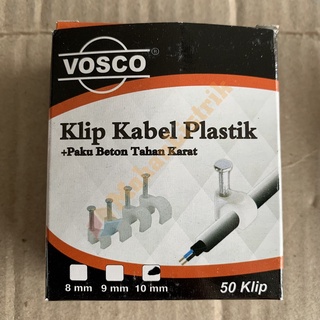 VOSCO ®
Klip Kabel Plastik
+Paku Beton Tahan Karat
8 mm 9 mm 10 mm
50 Klip